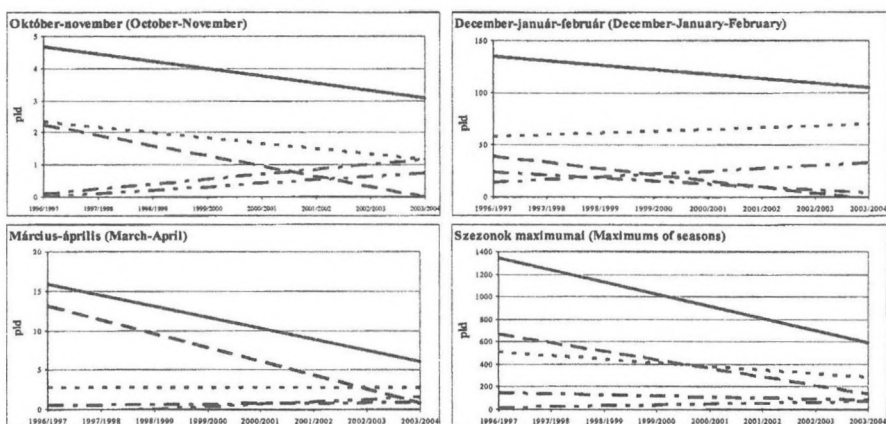 Október-november (October-November)
5
4
3
2
1
0
pld
1996/1997 1997/1998 1998/1999 1999/2000 2000/2001 2001/2002 2002/2003 2003/2004
December-január-február (December-January-February)
150
100
50
0
pld
1996/1997 1997/1998 1998/1999 1999/2000 2000/2001 2001/2002 2002/2003 2003/2004
Március-április (March-April)
20
15
10
5
0
pld
1996/1997 1997/1998 1998/1999 1999/2000 2000/2001 2001/2002 2002/2003 2003/2004
Szezonok maximumai (Maximums of seasons)
1400
1200
1000
800
600
400
200
0
pld
1996/1997 1997/1998 1998/1999 1999/2000 2000/2001 2001/2002 2002/2003 2003/2004